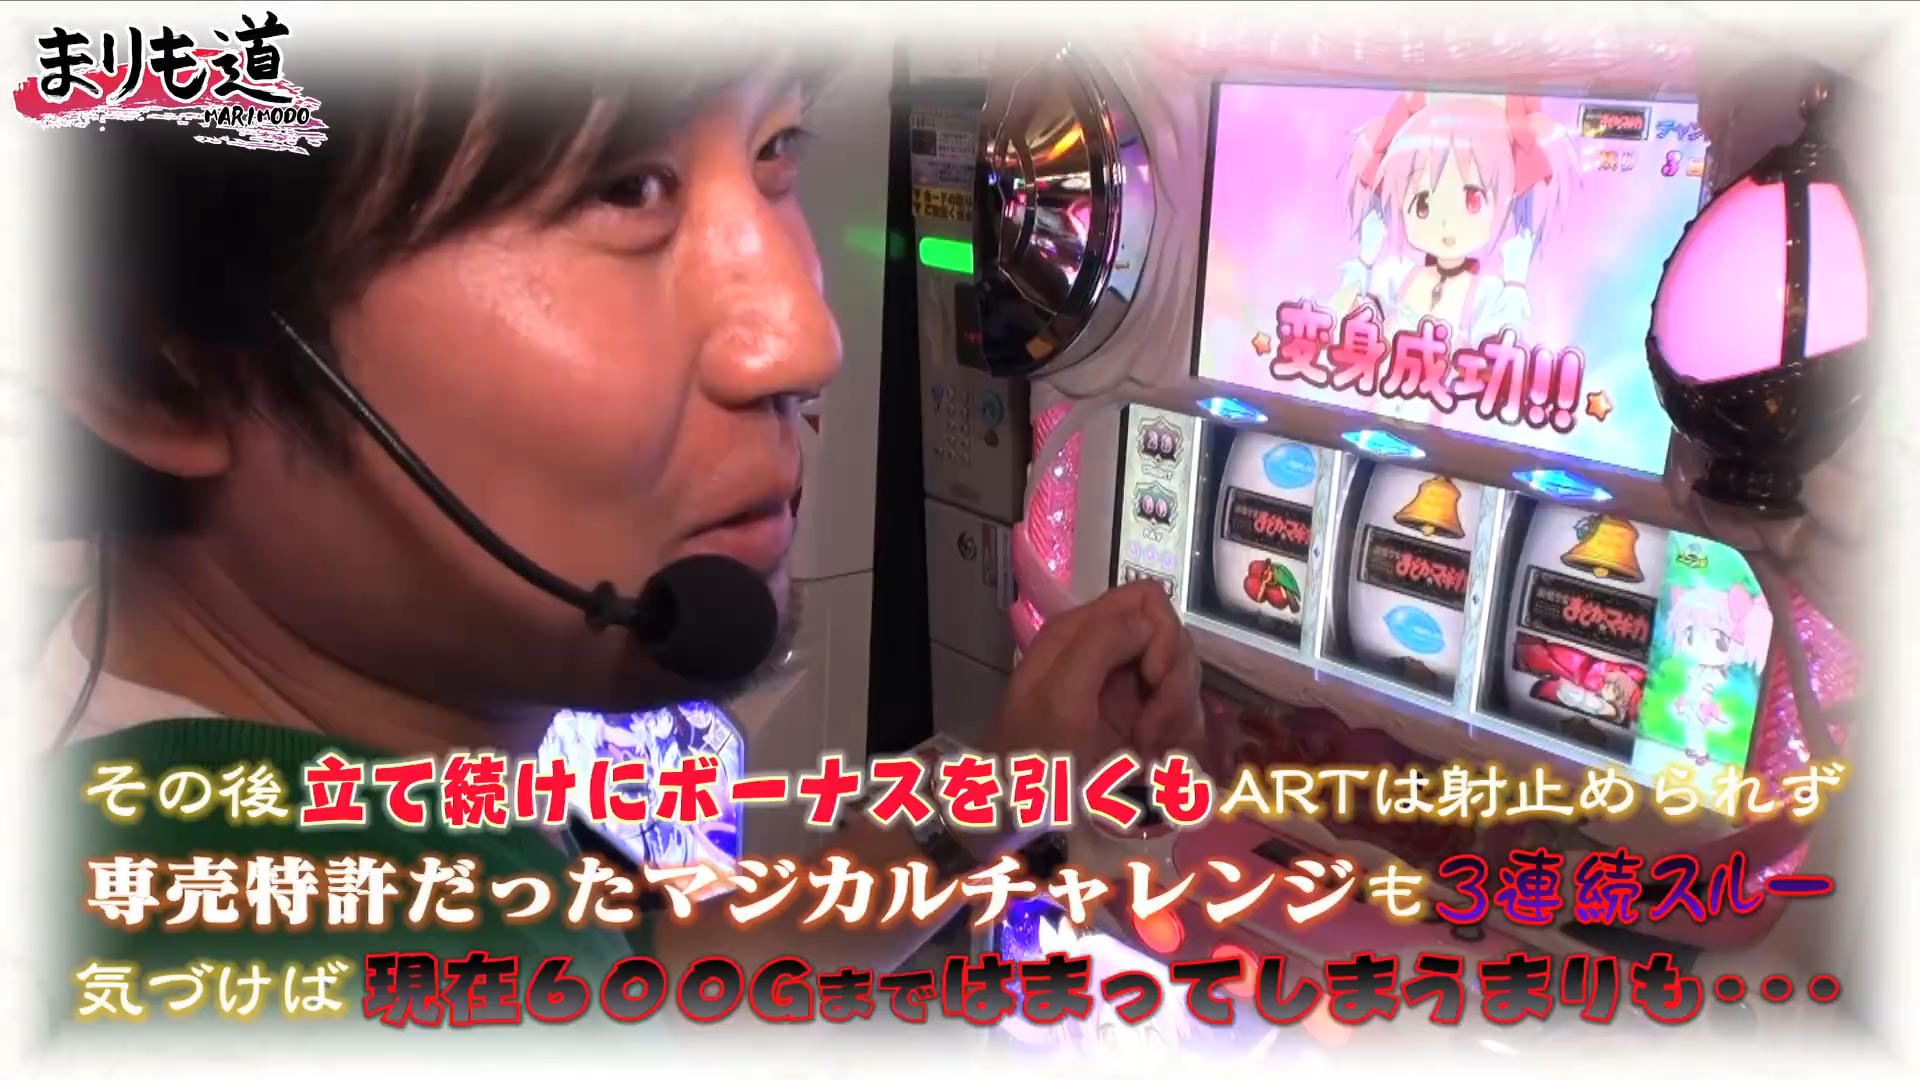 まりも道
MARIMODO
変身成功!!
CREDIT
PAY
その後立て続けにボーナスを引くもARTは射止められず
専売特許だったマジカルチャレンジも3連続スルー
気づけば現在600Gまではまってしまうまりも・・・